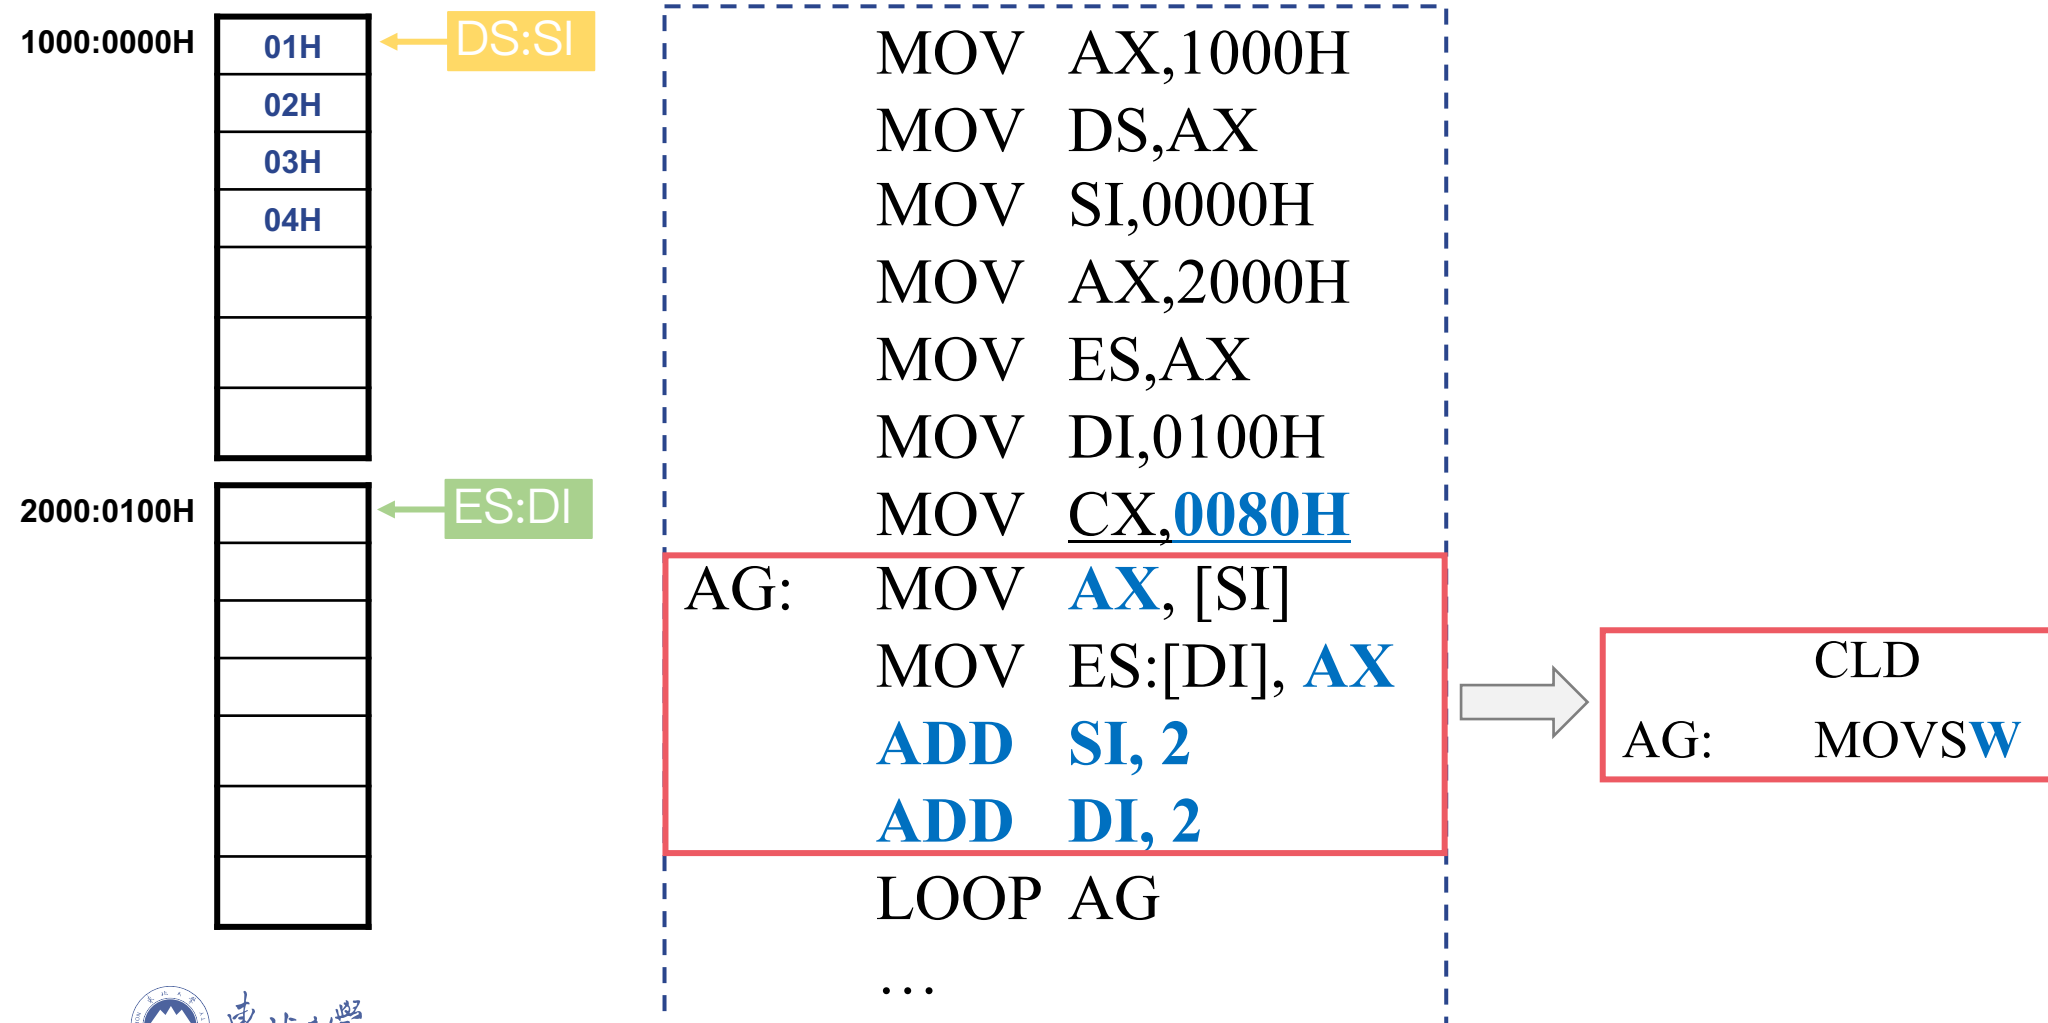 1000:0000H
01H
DS:SI
02H
03H
04H
2000:0100H
ES:DI
MOV AX,1000H
MOV DS,AX
MOV SI,0000H
MOV AX,2000H
MOV ES,AX
MOV DI,0100H
MOV CX,0080H
AG: MOV AX, [SI]
MOV ES:[DI], AX
ADD SI, 2
ADD DI, 2
LOOP AG
…
CLD
AG: MOVSW